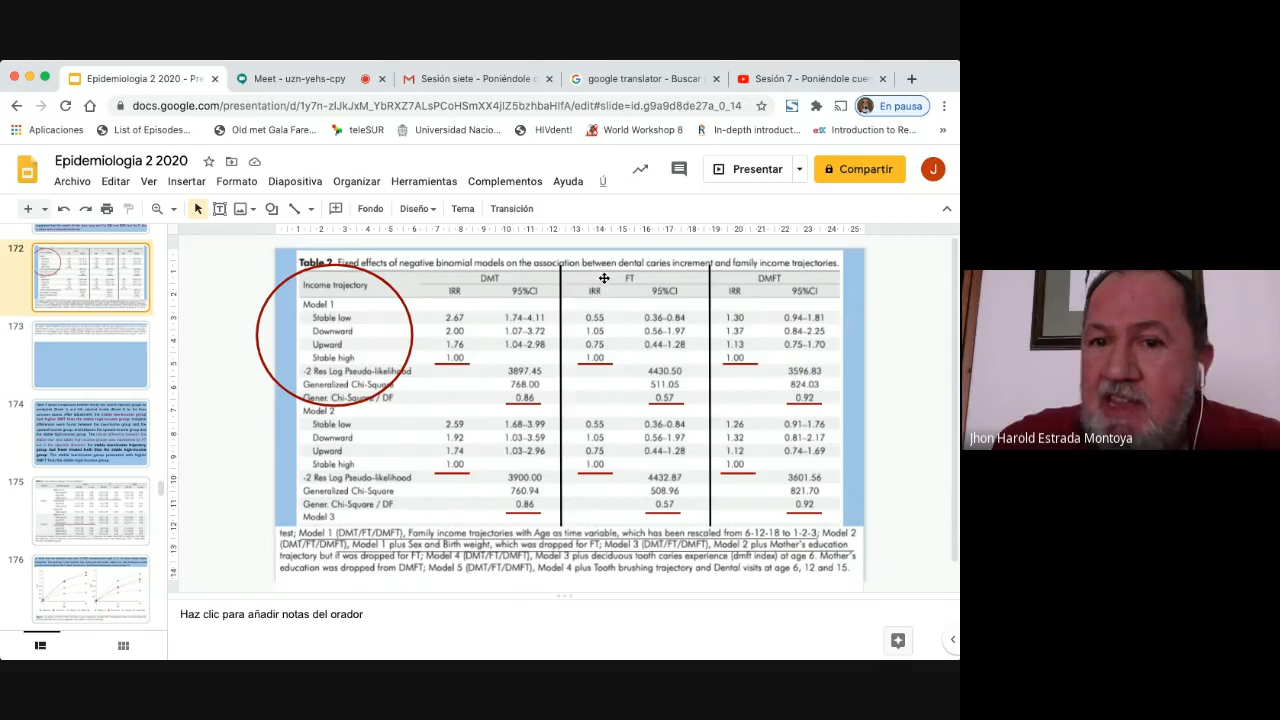 Epidemiologia 2 2020 - Pre
Meet - uzn-yehs-cpy
Sesión siete - Poniéndole c
google translator - Buscar
Sesión 7 - Poniéndole cuer
docs.google.com/presentation/d/1y7n-zIJkJxM_YbRXZ7ALsPCoHSmXX4jIZ5bzhbaHlfA/edit#slide=id.g9a9d8de27a_0_14
En pausa
Aplicaciones
List of Episodes...
Old met Gala Fare...
teleSUR
Universidad Nacio...
HIVdent!
World Workshop 8
In-depth introduct...
Introduction to Re...
Epidemiologia 2 2020
Presentar
Compartir
J
Archivo Editar Ver Insertar Formato Diapositiva Organizar Herramientas Complementos Ayuda
Fondo Diseño Tema Transición
172
173
174
175
176
Table 2. Fixed effects of negative binomial models on the association between dental caries increment and family income trajectories.
Income trajectory DMT FT DMFT
IRR 95%CI IRR 95%CI IRR 95%CI
Model 1
Stable low 2.67 1.74-4.11 0.55 0.36-0.84 1.30 0.94-1.81
Downward 2.00 1.07-3.72 1.05 0.56-1.97 1.37 0.84-2.25
Upward 1.76 1.04-2.98 0.75 0.44-1.28 1.13 0.75-1.70
Stable high 1.00 1.00 1.00
-2 Res Log Pseudo-likelihood 3897.45 4430.50 3596.83
Generalized Chi-Square 768.00 511.05 824.03
Gener. Chi-Square / DF 0.86 0.57 0.92
Model 2
Stable low 2.59 1.68-3.99 0.55 0.36-0.84 1.26 0.91-1.76
Downward 1.92 1.03-3.59 1.05 0.56-1.97 1.32 0.81-2.17
Upward 1.74 1.03-2.96 0.75 0.44-1.28 1.12 0.74-1.69
Stable high 1.00 1.00 1.00
-2 Res Log Pseudo-likelihood 3900.00 4432.87 3601.56
Generalized Chi-Square 760.94 508.96 821.70
Gener. Chi-Square / DF 0.86 0.57 0.92
Model 3
test; Model 1 (DMT/FT/DMFT), Family income trajectories with Age as time variable, which has been rescaled from 6-12-18 to 1-2-3; Model 2
(DMT/FT/DMFT), Model 1 plus Sex and Birth weight, which was dropped for FT; Model 3 (DMT/FT/DMFT), Model 2 plus Mother's education
trajectory but if was dropped for FT; Model 4 (DMT/FT/DMFT), Model 3 plus deciduous tooth caries experience (dmft index) at age 6. Mother's
education was dropped from DMFT; Model 5 (DMT/FT/DMFT), Model 4 plus Tooth brushing trajectory and Dental visits at age 6, 12 and 15.
Haz clic para añadir notas del orador
Jhon Harold Estrada Montoya